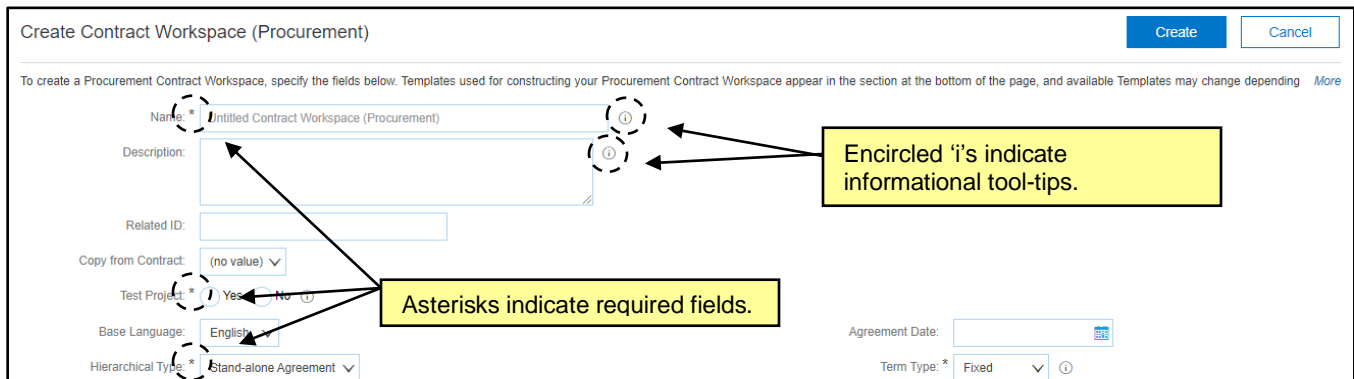 Create Contract Workspace (Procurement)
Create
Cancel
To create a Procurement Contract Workspace, specify the fields below. Templates used for constructing your Procurement Contract Workspace appear in the section at the bottom of the page, and available Templates may change depending More
Name: * Untitled Contract Workspace (Procurement)
Description:
Encircled ‘i’s indicate
informational tool-tips.
Related ID:
Copy from Contract: (no value)
Test Project: * Yes No
Asterisks indicate required fields.
Base Language: English
Agreement Date:
Hierarchical Type: * Stand-alone Agreement
Term Type: * Fixed